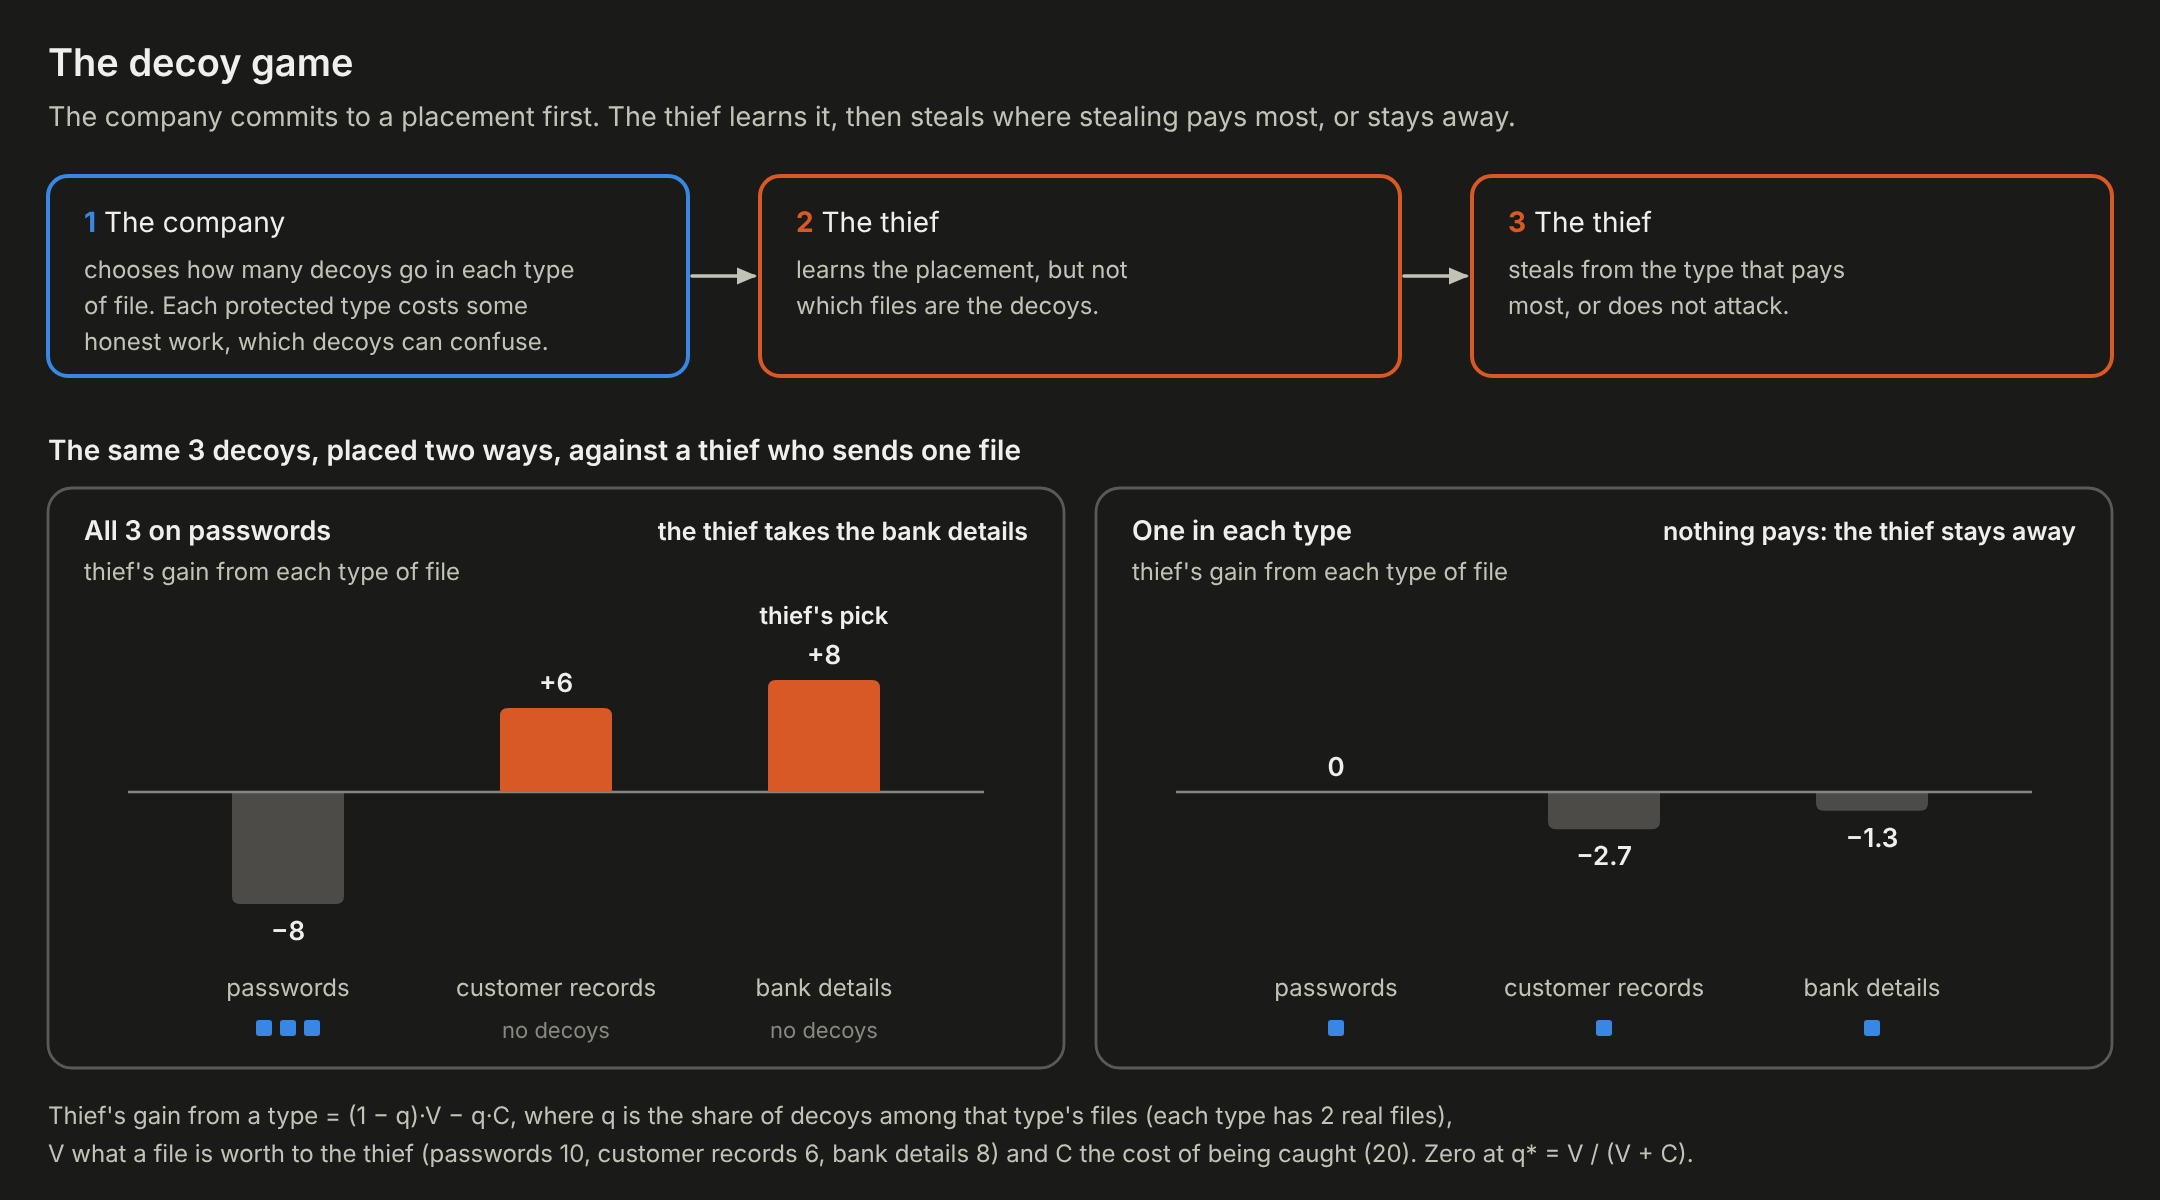 The decoy game
The company commits to a placement first. The thief learns it, then steals where stealing pays most, or stays away.
1 The company
chooses how many decoys go in each type
of file. Each protected type costs some
honest work, which decoys can confuse.
2 The thief
learns the placement, but not
which files are the decoys.
3 The thief
steals from the type that pays
most, or does not attack.
The same 3 decoys, placed two ways, against a thief who sends one file
All 3 on passwords
the thief takes the bank details
thief's gain from each type of file
thief's pick
+8
+6
−8
passwords
customer records
bank details
no decoys
no decoys
One in each type
nothing pays: the thief stays away
thief's gain from each type of file
0
−2.7
−1.3
passwords
customer records
bank details
Thief's gain from a type = (1 − q)·V − q·C, where q is the share of decoys among that type's files (each type has 2 real files),
V what a file is worth to the thief (passwords 10, customer records 6, bank details 8) and C the cost of being caught (20). Zero at q* = V / (V + C).